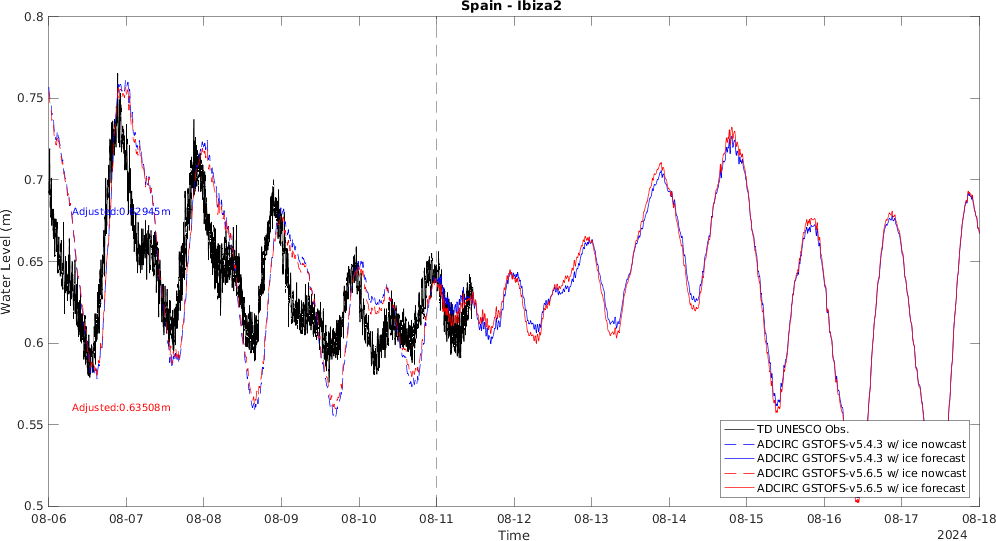 Spain - Ibiza2
0.8
0.75
0.7
0.65
0.6
0.55
0.5
Water Level (m)
Adjusted:0.62945m
Adjusted:0.63508m
TD UNESCO Obs.
ADCIRC GSTOFS-v5.4.3 w/ ice nowcast
ADCIRC GSTOFS-v5.4.3 w/ ice forecast
ADCIRC GSTOFS-v5.6.5 w/ ice nowcast
ADCIRC GSTOFS-v5.6.5 w/ ice forecast
08-06 08-07 08-08 08-09 08-10 08-11 08-12 08-13 08-14 08-15 08-16 08-17 08-18
Time
2024